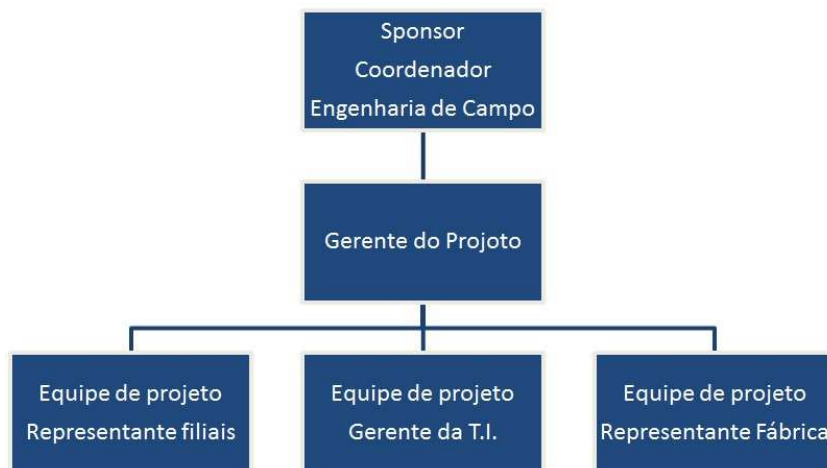 Sponsor
Coordenador
Engenharia de Campo
Gerente do Projoto
Equipe de projeto
Representante filiais
Equipe de projeto
Gerente da T.I.
Equipe de projeto
Representante Fábrica